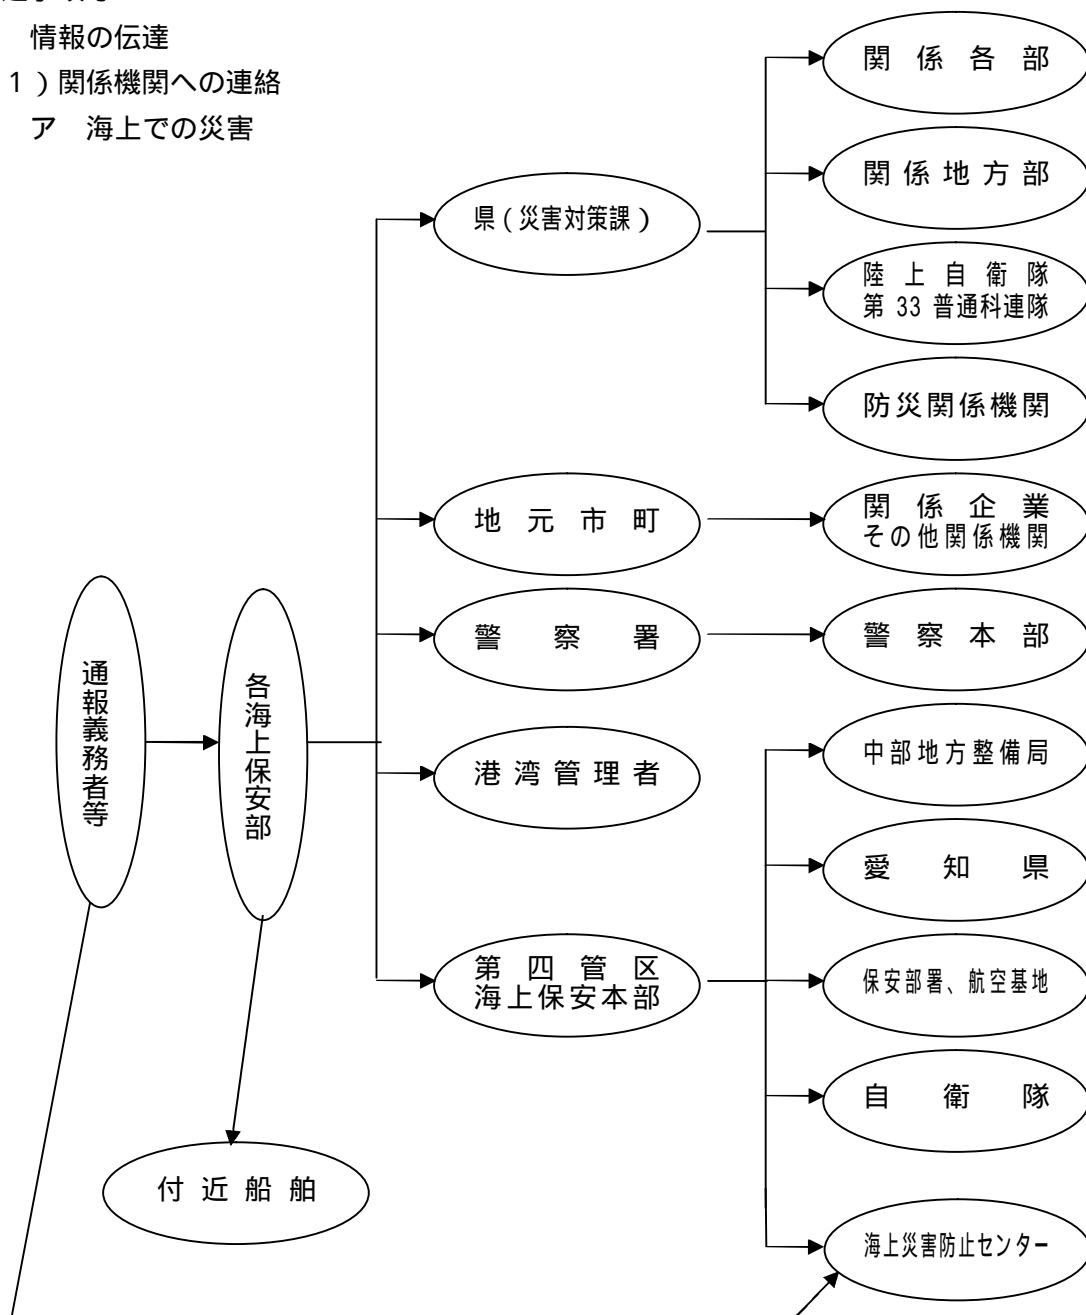 情報の伝達
1）関係機関への連絡
ア　海上での災害
関係各部
関係地方部
県（災害対策課）
陸上自衛隊
第33普通科連隊
防災関係機関
地元市町
関係企業
その他関係機関
警察署
警察本部
通報義務者等
各海上保安部
港湾管理者
中部地方整備局
愛知県
第四管区
海上保安本部
保安部署、航空基地
自衛隊
付近船舶
海上災害防止センター